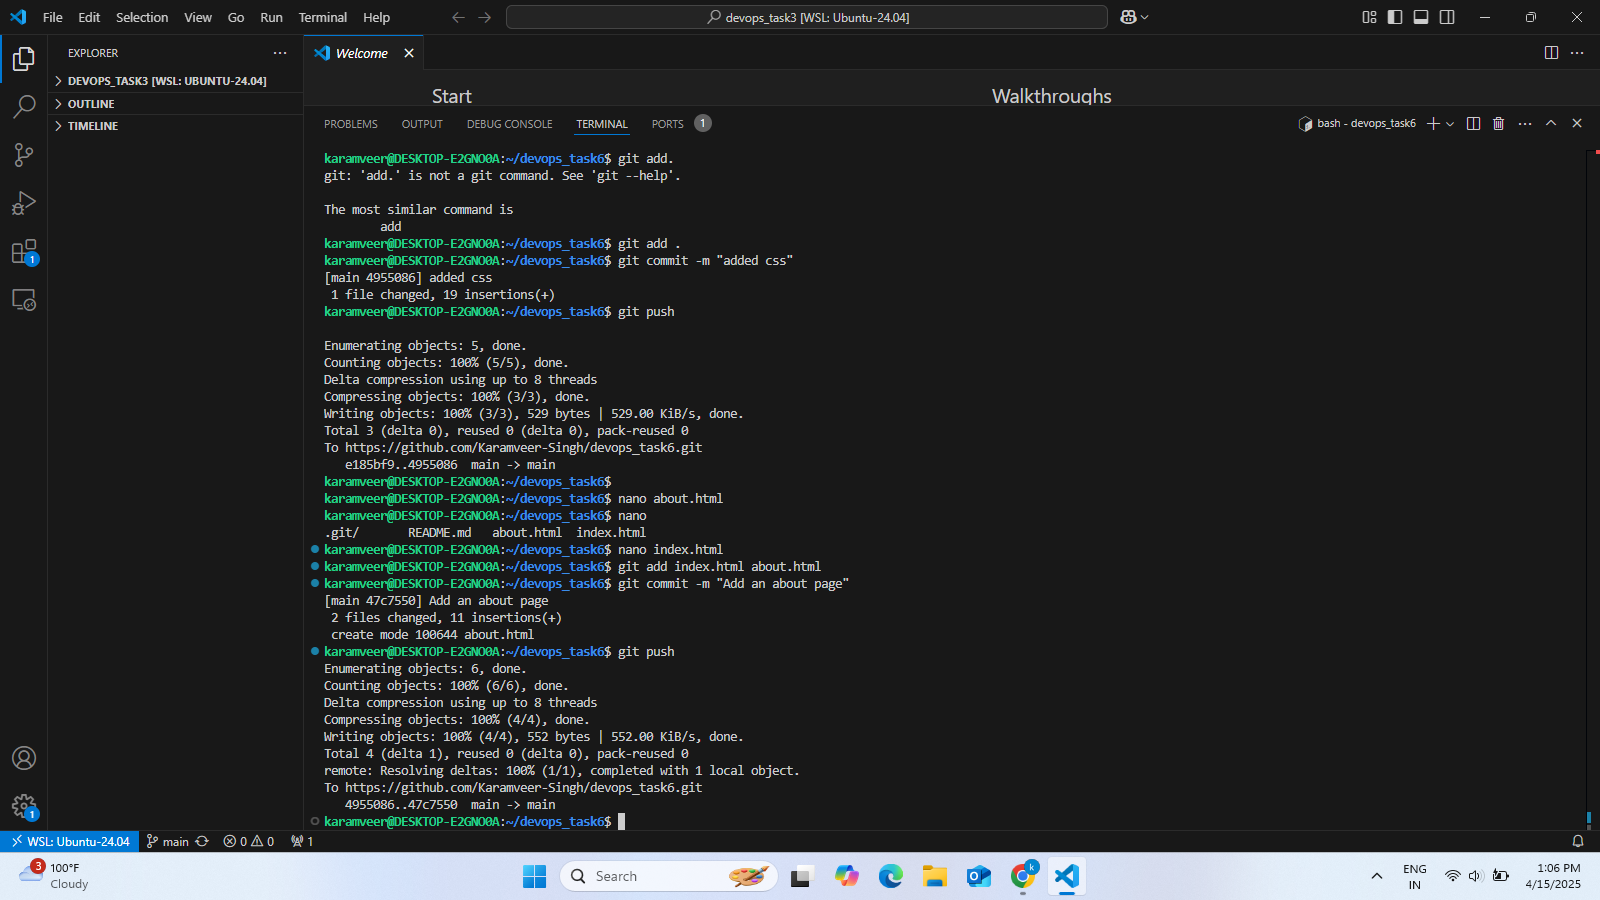 File Edit Selection View Go Run Terminal Help
devops_task3 [WSL: Ubuntu-24.04]
EXPLORER
Welcome
DEVOPS_TASK3 [WSL: UBUNTU-24.04]
OUTLINE
TIMELINE
Start
Walkthroughs
PROBLEMS OUTPUT DEBUG CONSOLE TERMINAL PORTS 1
bash - devops_task6
karamveer@DESKTOP-E2GNO0A:~/devops_task6$ git add.
git: 'add.' is not a git command. See 'git --help'.
The most similar command is
add
karamveer@DESKTOP-E2GNO0A:~/devops_task6$ git add .
karamveer@DESKTOP-E2GNO0A:~/devops_task6$ git commit -m "added css"
[main 4955086] added css
1 file changed, 19 insertions(+)
karamveer@DESKTOP-E2GNO0A:~/devops_task6$ git push
Enumerating objects: 5, done.
Counting objects: 100% (5/5), done.
Delta compression using up to 8 threads
Compressing objects: 100% (3/3), done.
Writing objects: 100% (3/3), 529 bytes | 529.00 KiB/s, done.
Total 3 (delta 0), reused 0 (delta 0), pack-reused 0
To https://github.com/Karamveer-Singh/devops_task6.git
e185bf9..4955086 main -> main
karamveer@DESKTOP-E2GNO0A:~/devops_task6$
karamveer@DESKTOP-E2GNO0A:~/devops_task6$ nano about.html
karamveer@DESKTOP-E2GNO0A:~/devops_task6$ nano
.git/ README.md about.html index.html
karamveer@DESKTOP-E2GNO0A:~/devops_task6$ nano index.html
karamveer@DESKTOP-E2GNO0A:~/devops_task6$ git add index.html about.html
karamveer@DESKTOP-E2GNO0A:~/devops_task6$ git commit -m "Add an about page"
[main 47c7550] Add an about page
2 files changed, 11 insertions(+)
create mode 100644 about.html
karamveer@DESKTOP-E2GNO0A:~/devops_task6$ git push
Enumerating objects: 6, done.
Counting objects: 100% (6/6), done.
Delta compression using up to 8 threads
Compressing objects: 100% (4/4), done.
Writing objects: 100% (4/4), 552 bytes | 552.00 KiB/s, done.
Total 4 (delta 1), reused 0 (delta 0), pack-reused 0
remote: Resolving deltas: 100% (1/1), completed with 1 local object.
To https://github.com/Karamveer-Singh/devops_task6.git
4955086..47c7550 main -> main
karamveer@DESKTOP-E2GNO0A:~/devops_task6$
1
1
WSL: Ubuntu-24.04 main 0 0 1
3
100°F
Cloudy
Search
k
ENG
IN
1:06 PM
4/15/2025